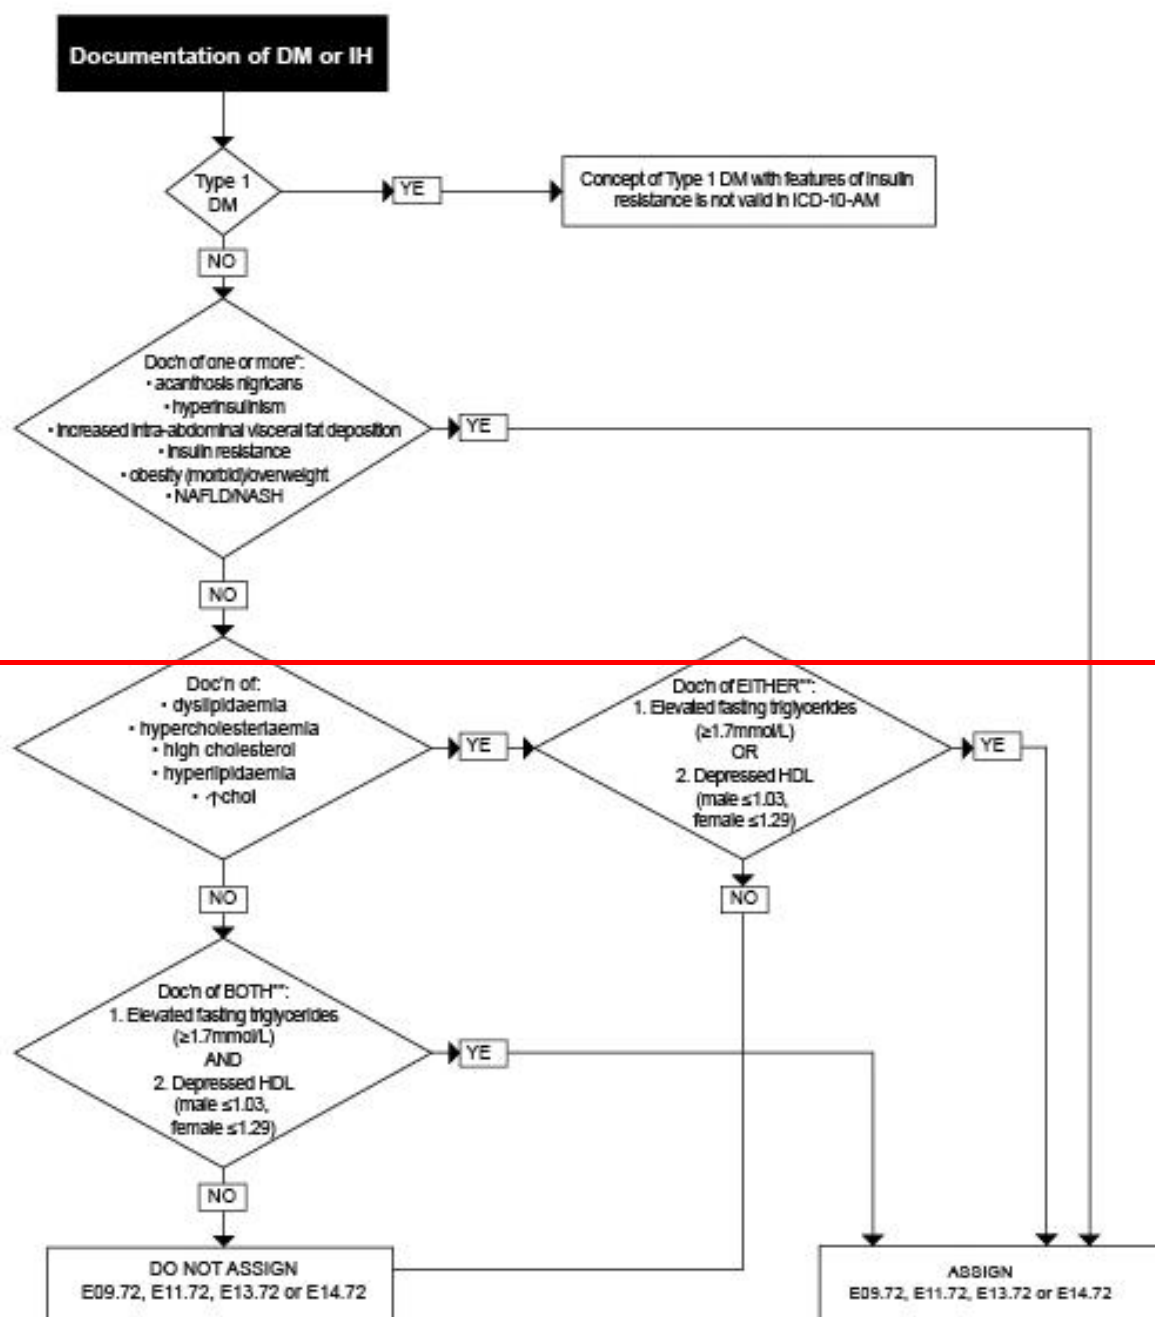 Documentation of DM or IH
Type 1
DM
YE
Concept of Type 1 DM with features of insulin
resistance is not valid in ICD-10-AM
NO
Doc'n of one or more*:
• acanthosis nigricans
• hyperinsulinism
• increased intra-abdominal visceral fat deposition
• insulin resistance
• obesity (morbid)/overweight
• NAFLD/NASH
YE
NO
Doc'n of:
• dyslipidaemia
• hypercholesterlaemia
• high cholesterol
• hyperlipidaemia
• ↑chol
YE
Doc'n of EITHER**:
1. Elevated fasting triglycerides
(≥1.7mmol/L)
OR
2. Depressed HDL
(male ≤1.03,
female ≤1.29)
YE
NO
NO
Doc'n of BOTH**:
1. Elevated fasting triglycerides
(≥1.7mmol/L)
AND
2. Depressed HDL
(male ≤1.03,
female ≤1.29)
YE
NO
DO NOT ASSIGN
E09.72, E11.72, E13.72 or E14.72
ASSIGN
E09.72, E11.72, E13.72 or E14.72